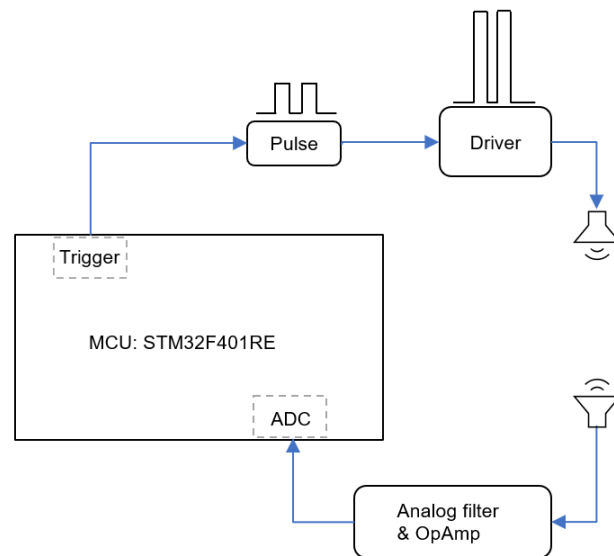 Pulse
Driver
Trigger
MCU: STM32F401RE
ADC
Analog filter
& OpAmp